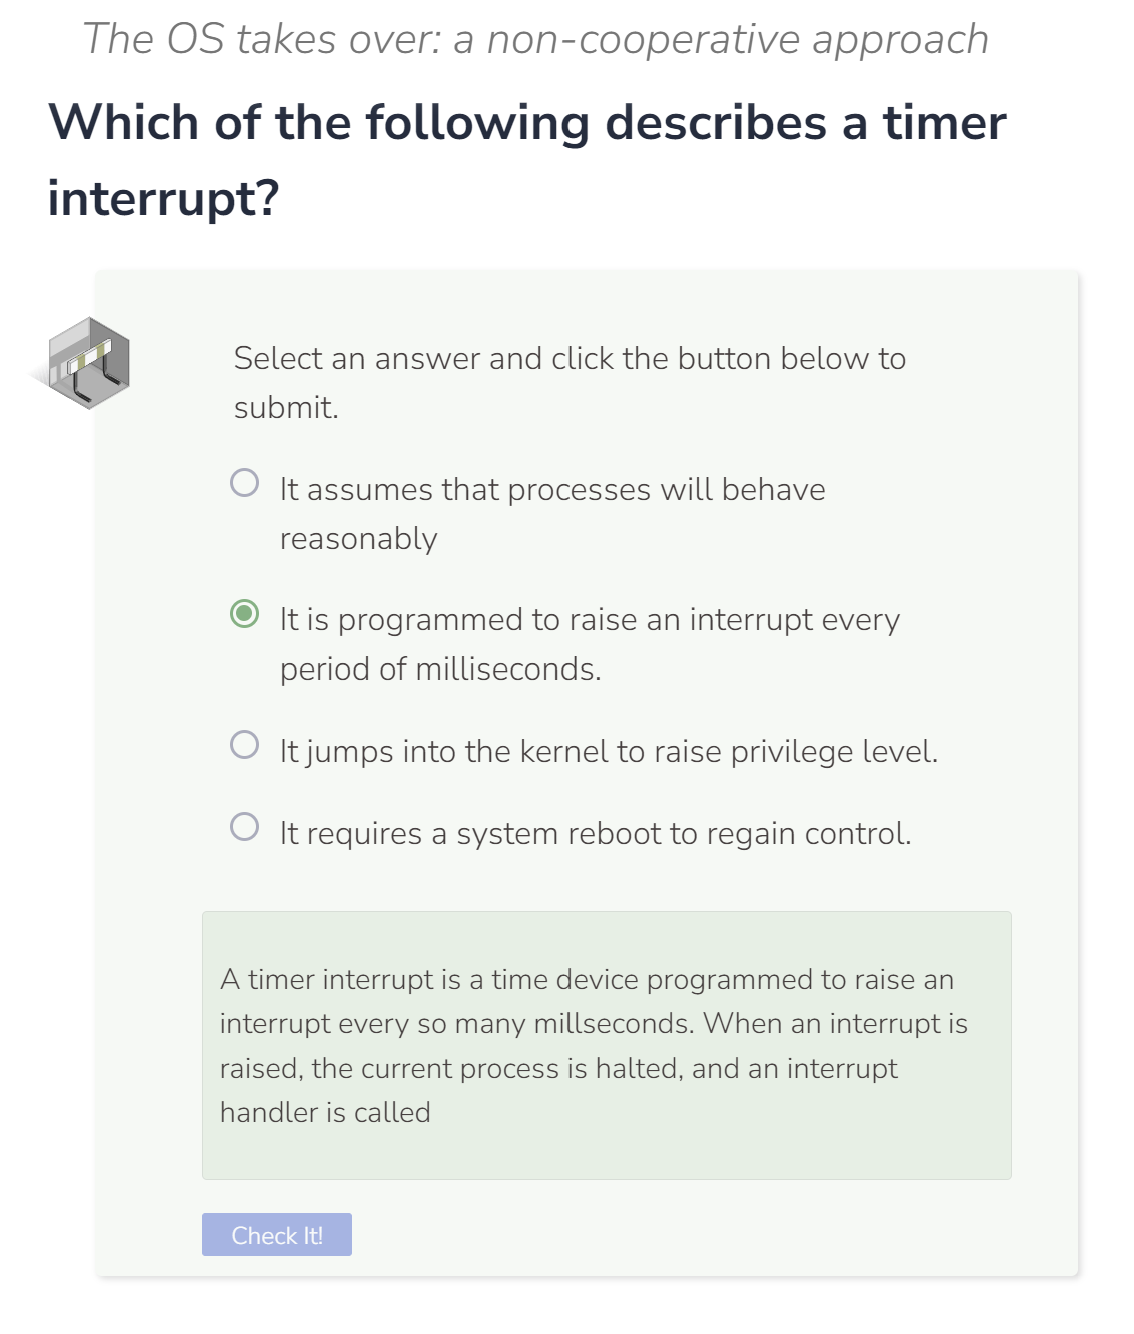 The OS takes over: a non-cooperative approach
Which of the following describes a timer
interrupt?
Select an answer and click the button below to
submit.
It assumes that processes will behave
reasonably
It is programmed to raise an interrupt every
period of milliseconds.
It jumps into the kernel to raise privilege level.
It requires a system reboot to regain control.
A timer interrupt is a time device programmed to raise an
interrupt every so many millseconds. When an interrupt is
raised, the current process is halted, and an interrupt
handler is called
Check It!